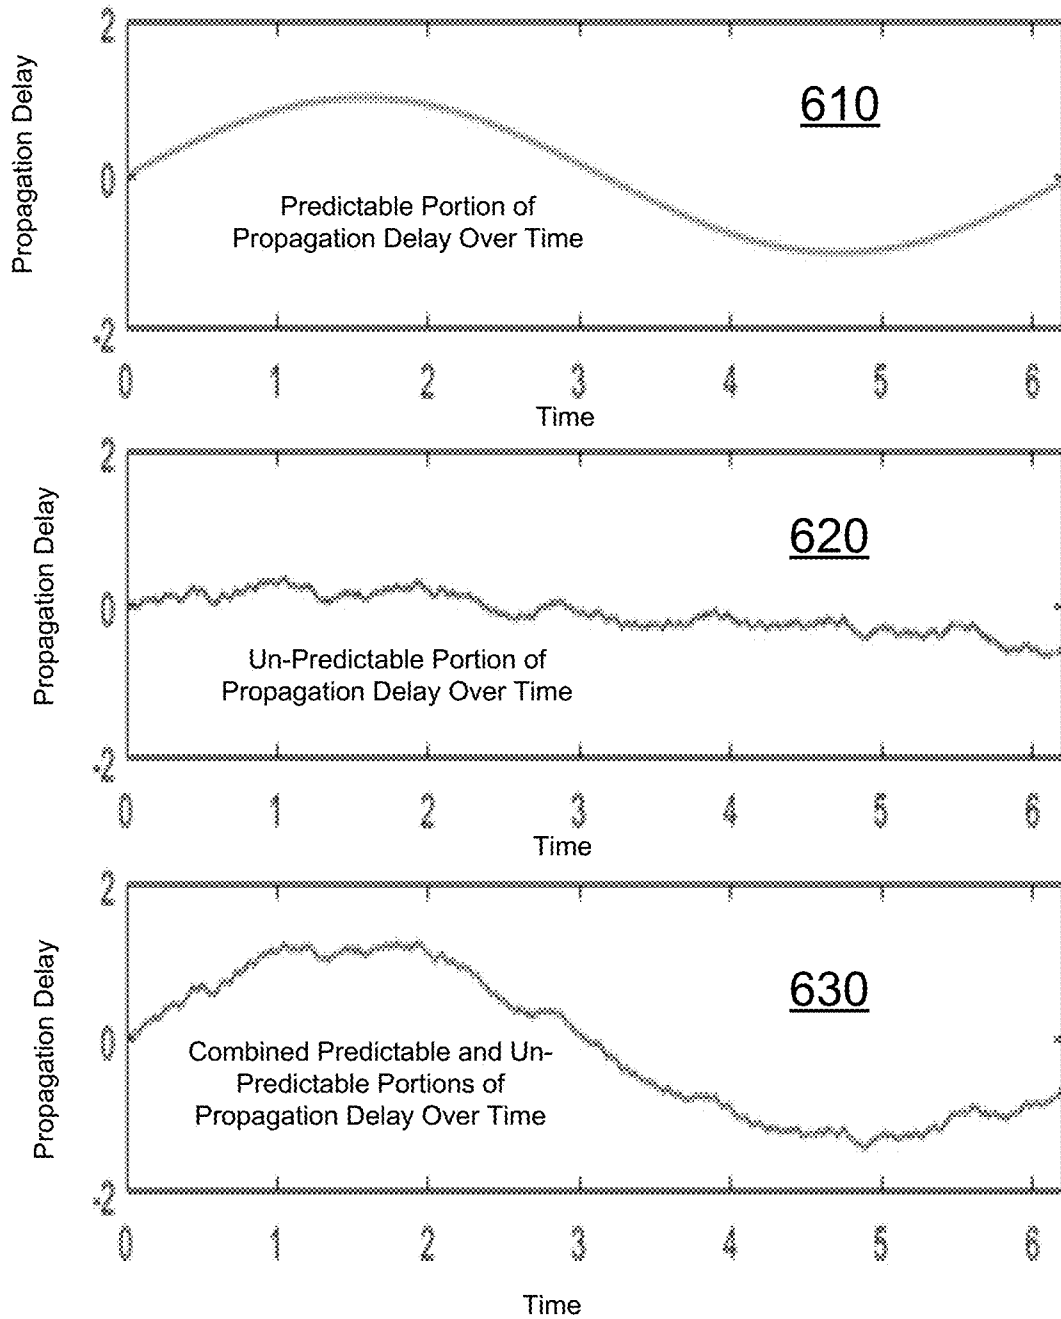 2
610
Propagation Delay
0
Predictable Portion of
Propagation Delay Over Time
-2
0 1 2 3 4 5 6
Time
2
620
Propagation Delay
0
Un-Predictable Portion of
Propagation Delay Over Time
-2
0 1 2 3 4 5 6
Time
2
630
Propagation Delay
0
Combined Predictable and Un-
Predictable Portions of
Propagation Delay Over Time
-2
0 1 2 3 4 5 6
Time